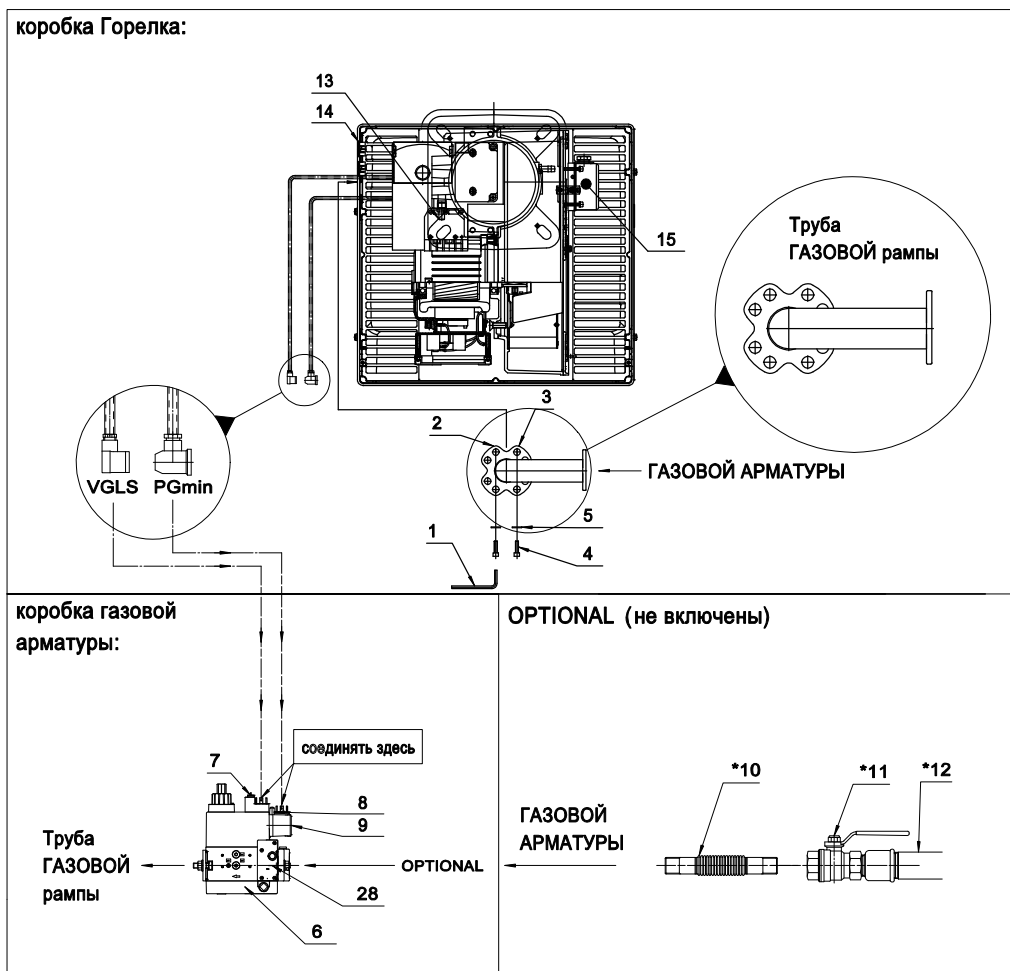 коробка Горелка:
13
14
15
Труба
ГАЗОВОЙ рампы
VGLS PGmin
2
3
ГАЗОВОЙ АРМАТУРЫ
5
4
1
коробка газовой
арматуры:
OPTIONAL (не включены)
соединять здесь
7
8
9
Труба
ГАЗОВОЙ
рампы
OPTIONAL
28
6
ГАЗОВОЙ
АРМАТУРЫ
*10
*11
*12